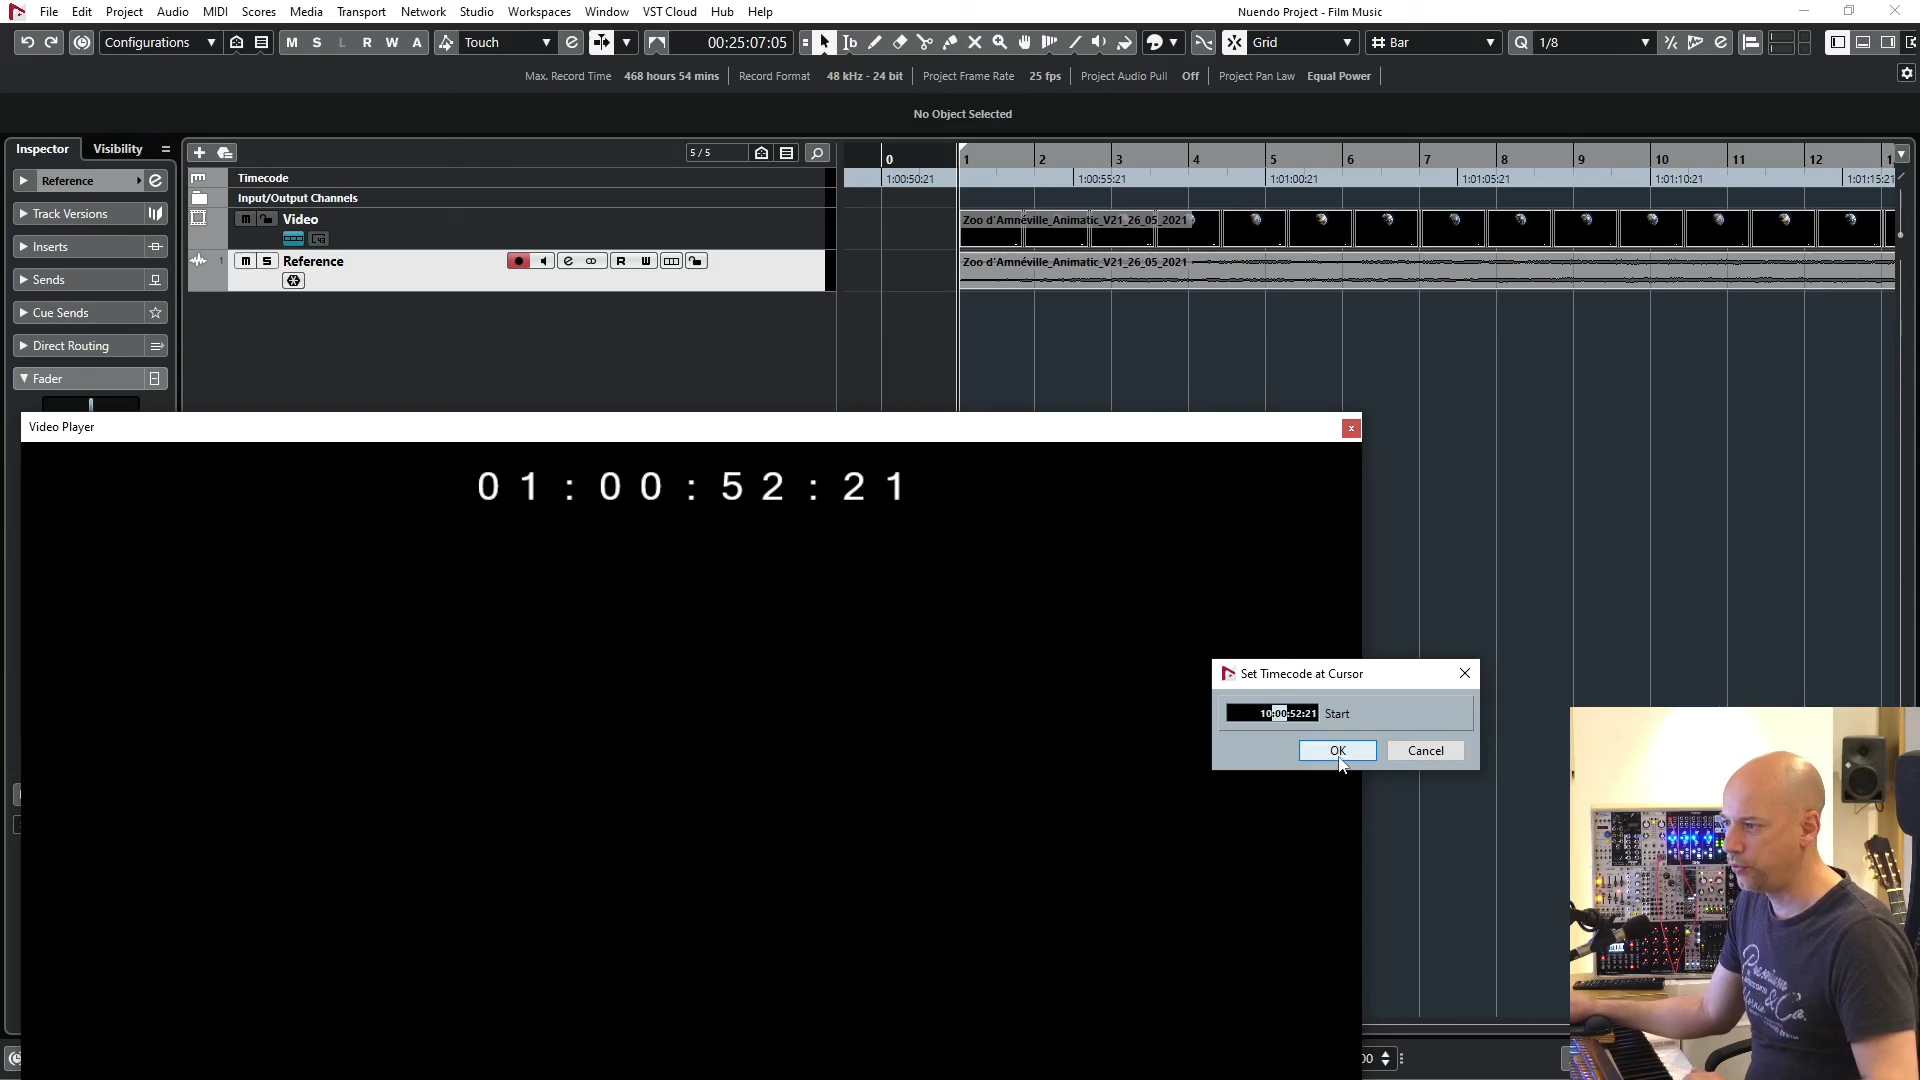 File Edit Project Audio MIDI Scores Media Transport Network Studio Workspaces Window VST Cloud Hub Help
Nuendo Project - Film Music
Configurations M S L R W A Touch 00:25:07:05 Grid Bar Q 1/8
Max. Record Time 468 hours 54 mins Record Format 48 kHz - 24 bit Project Frame Rate 25 fps Project Audio Pull Off Project Pan Law Equal Power
No Object Selected
Inspector Visibility
5 / 5
0 1 2 3 4 5 6 7 8 9 10 11 12
Reference
Timecode
1:00:50:21 1:00:55:21 1:01:00:21 1:01:05:21 1:01:10:21 1:01:15:21
Input/Output Channels
Track Versions
m Video
Zoo d'Amnéville_Animatic_V21_26_05_2021
Inserts
1 m S Reference R W
Zoo d'Amnéville_Animatic_V21_26_05_2021
Sends
Cue Sends
Direct Routing
Fader
Video Player
x
01:00:52:21
Set Timecode at Cursor
10:00:52:21 Start
OK Cancel